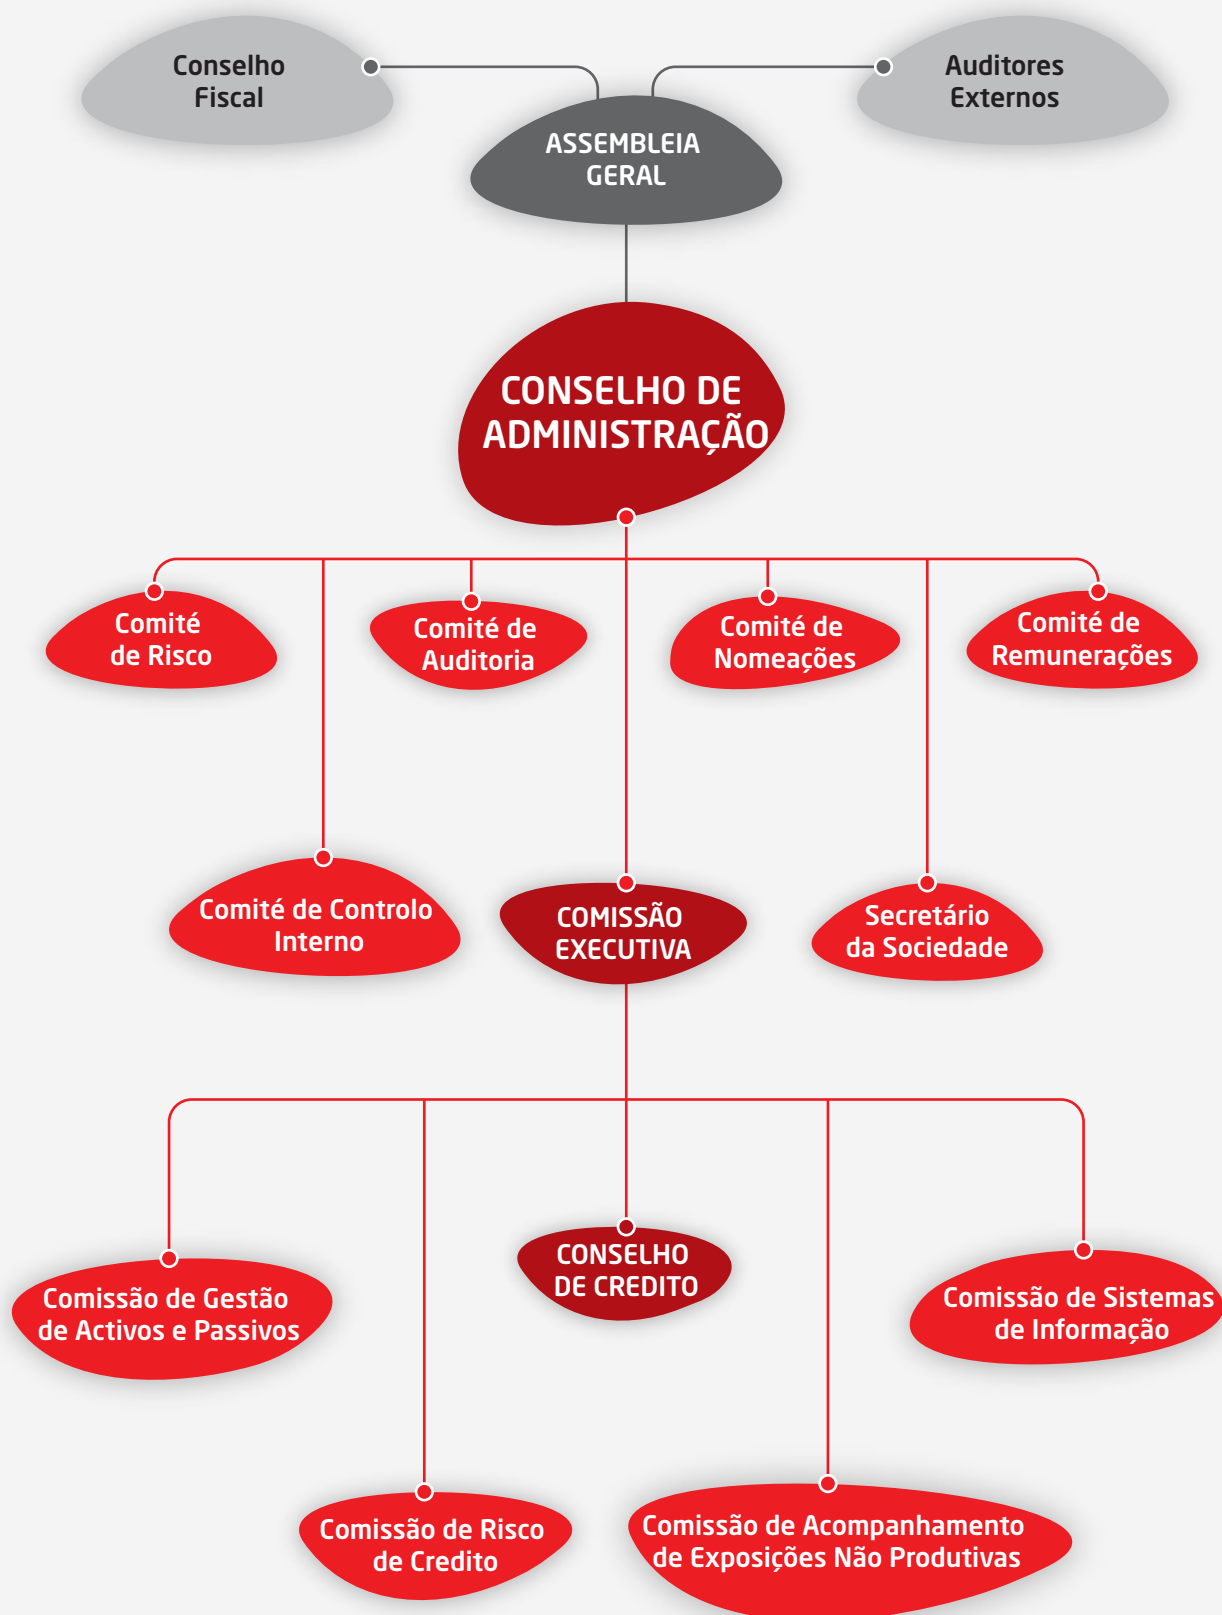 Conselho
Fiscal
Auditores
Externos
ASSEMBLEIA
GERAL
CONSELHO DE
ADMINISTRAÇÃO
Comité
de Risco
Comité de
Auditoria
Comité de
Nomeações
Comité de
Remunerações
Comité de Controlo
Interno
COMISSÃO
EXECUTIVA
Secretário
da Sociedade
Comissão de Gestão
de Activos e Passivos
CONSELHO
DE CREDITO
Comissão de Sistemas
de Informação
Comissão de Risco
de Credito
Comissão de Acompanhamento
de Exposições Não Produtivas